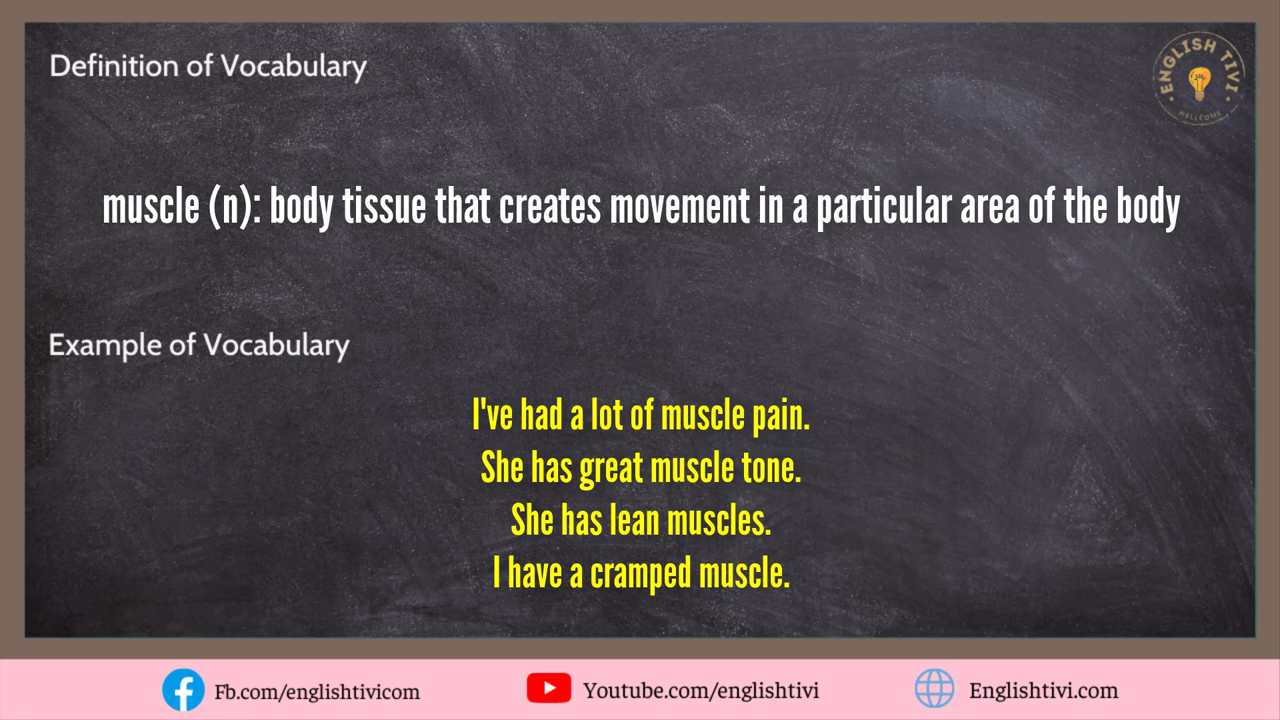 Definition of Vocabulary
ENGLISH TIVI
WELLCOME
muscle (n): body tissue that creates movement in a particular area of the body
Example of Vocabulary
I've had a lot of muscle pain.
She has great muscle tone.
She has lean muscles.
I have a cramped muscle.
Fb.com/englishtivicom
Youtube.com/englishtivi
Englishtivi.com